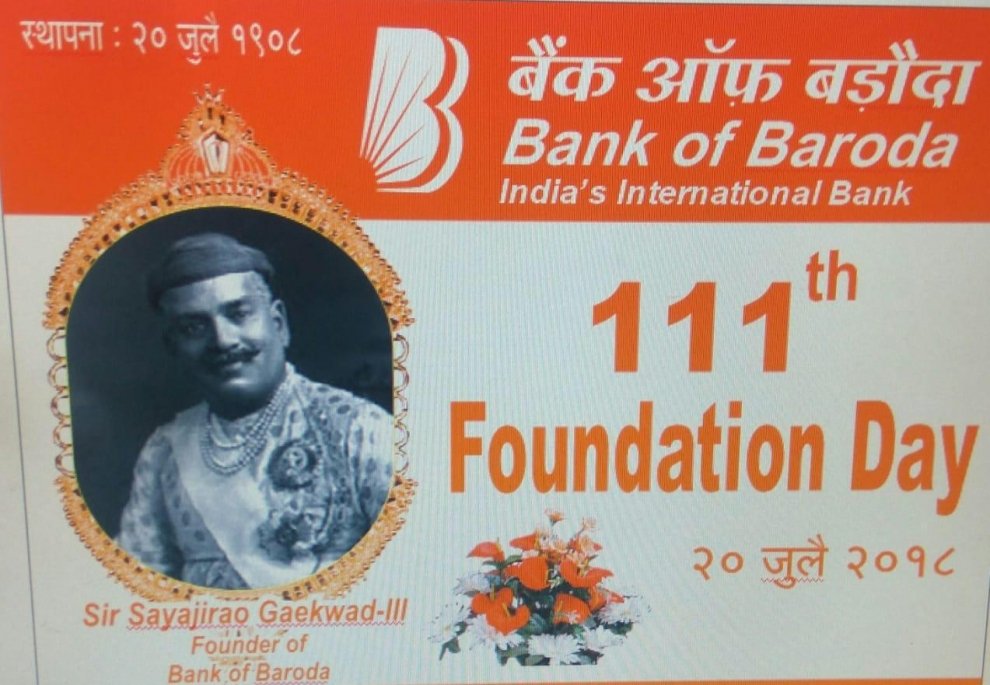 स्थापना : २० जुलै १९०८
बैंक ऑफ़ बड़ौदा
Bank of Baroda
India's International Bank
111th
Foundation Day
२० जुलै २०१८
Sir Sayajirao Gaekwad-III
Founder of
Bank of Baroda